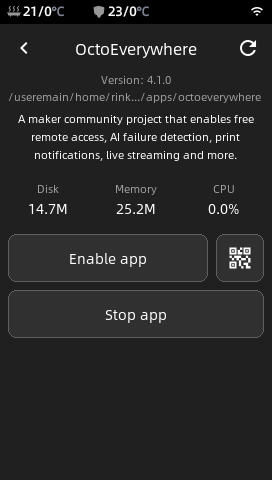 21/0°C 23/0°C
OctoEverywhere
Version: 4.1.0
/useremain/home/rink.../apps/octoeverywhere
A maker community project that enables free
remote access, AI failure detection, print
notifications, live streaming and more.
Disk Memory CPU
14.7M 25.2M 0.0%
Enable app
Stop app